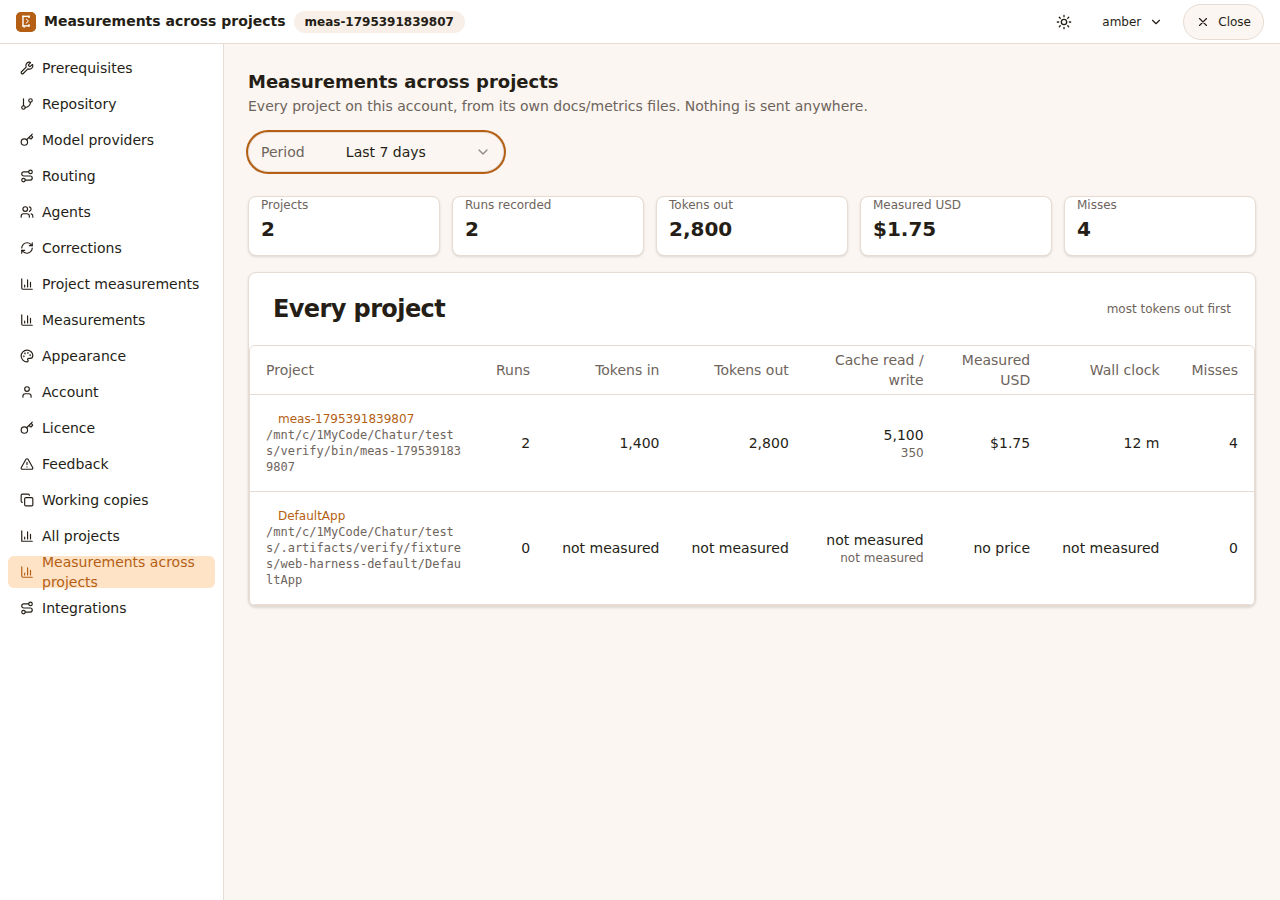 Measurements across projects meas-1795391839807 amber Close
Prerequisites
Repository
Model providers
Routing
Agents
Corrections
Project measurements
Measurements
Appearance
Account
Licence
Feedback
Working copies
All projects
Measurements across
projects
Integrations
Measurements across projects
Every project on this account, from its own docs/metrics files. Nothing is sent anywhere.
Period Last 7 days
Projects Runs recorded Tokens out Measured USD Misses
2 2 2,800 $1.75 4
Every project most tokens out first
Project Runs Tokens in Tokens out Cache read / write Measured USD Wall clock Misses
meas-1795391839807
/mnt/c/1MyCode/Chatur/test
s/verify/bin/meas-179539183
9807
2 1,400 2,800 5,100 $1.75 12 m 4
350
DefaultApp
/mnt/c/1MyCode/Chatur/test
s/.artifacts/verify/fixture
s/web-harness-default/Defau
ltApp
0 not measured not measured not measured no price not measured 0
not measured